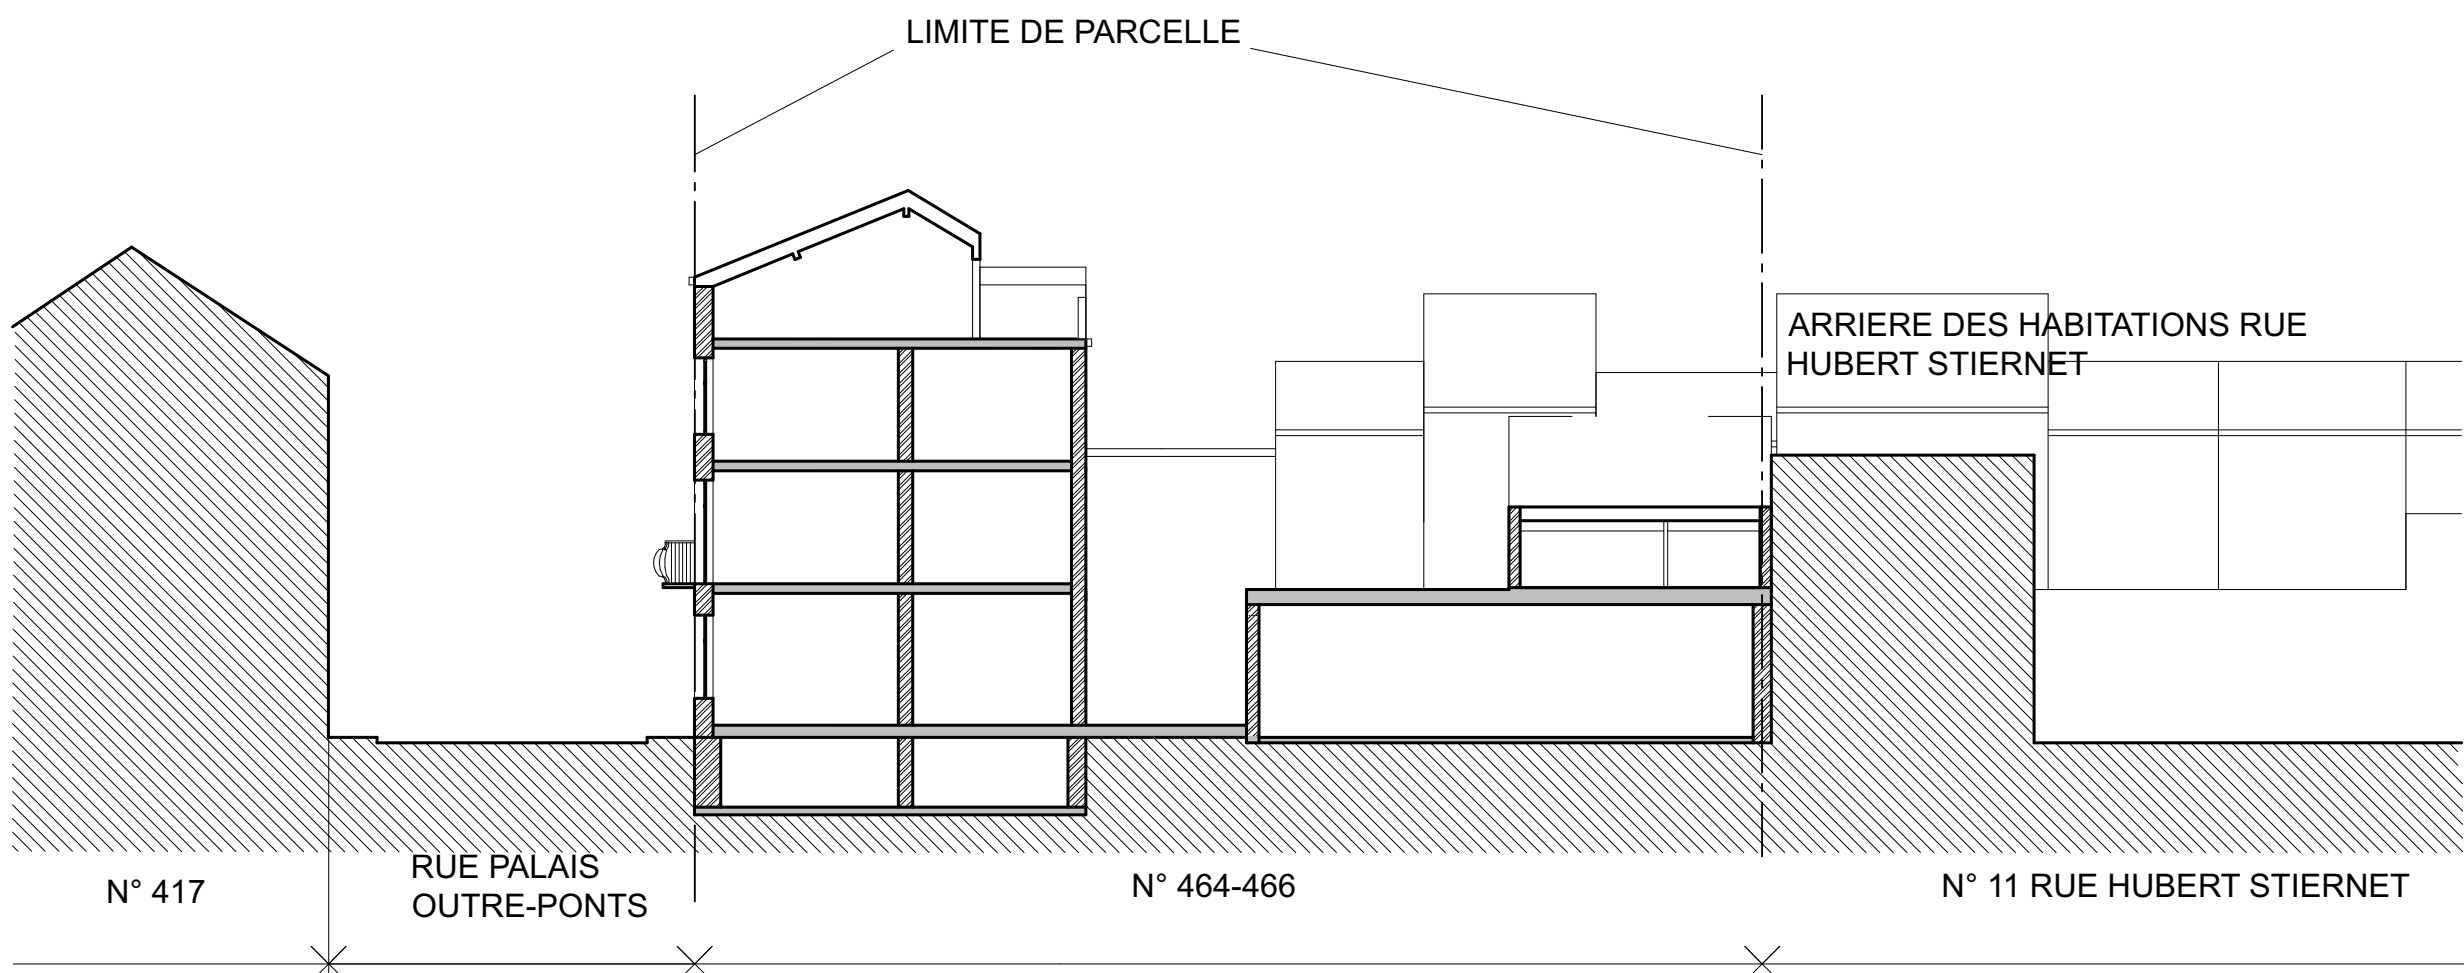 LIMITE DE PARCELLE
ARRIERE DES HABITATIONS RUE
HUBERT STIERNET
N° 417
RUE PALAIS
OUTRE-PONTS
N° 464-466
N° 11 RUE HUBERT STIERNET